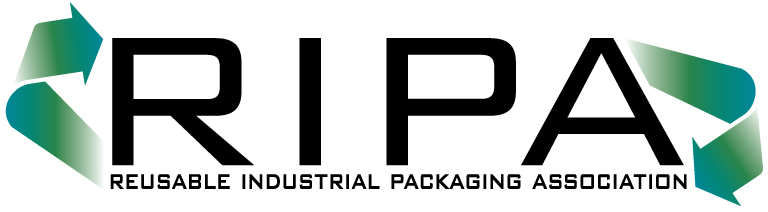 RIPA
REUSABLE INDUSTRIAL PACKAGING ASSOCIATION